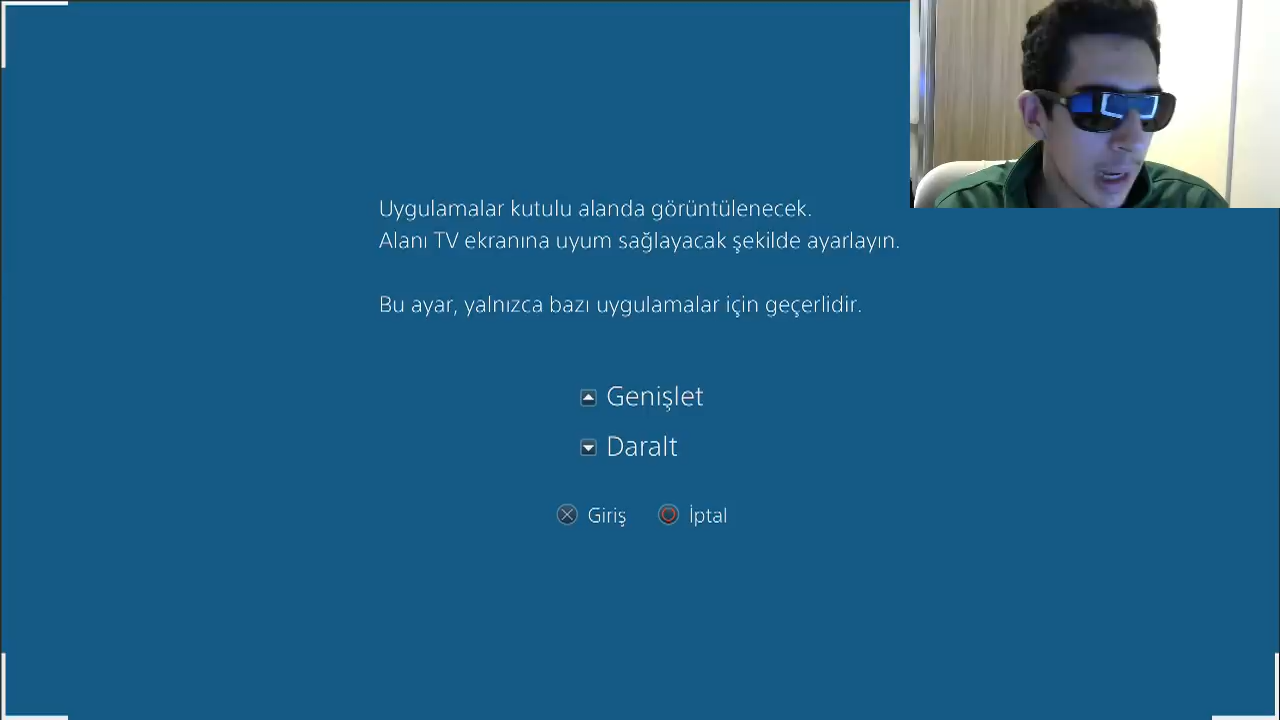 Uygulamalar kutulu alanda görüntülenecek.
Alanı TV ekranına uyum sağlayacak şekilde ayarlayın.
Bu ayar, yalnızca bazı uygulamalar için geçerlidir.
Genişlet
Daralt
Giriş İptal